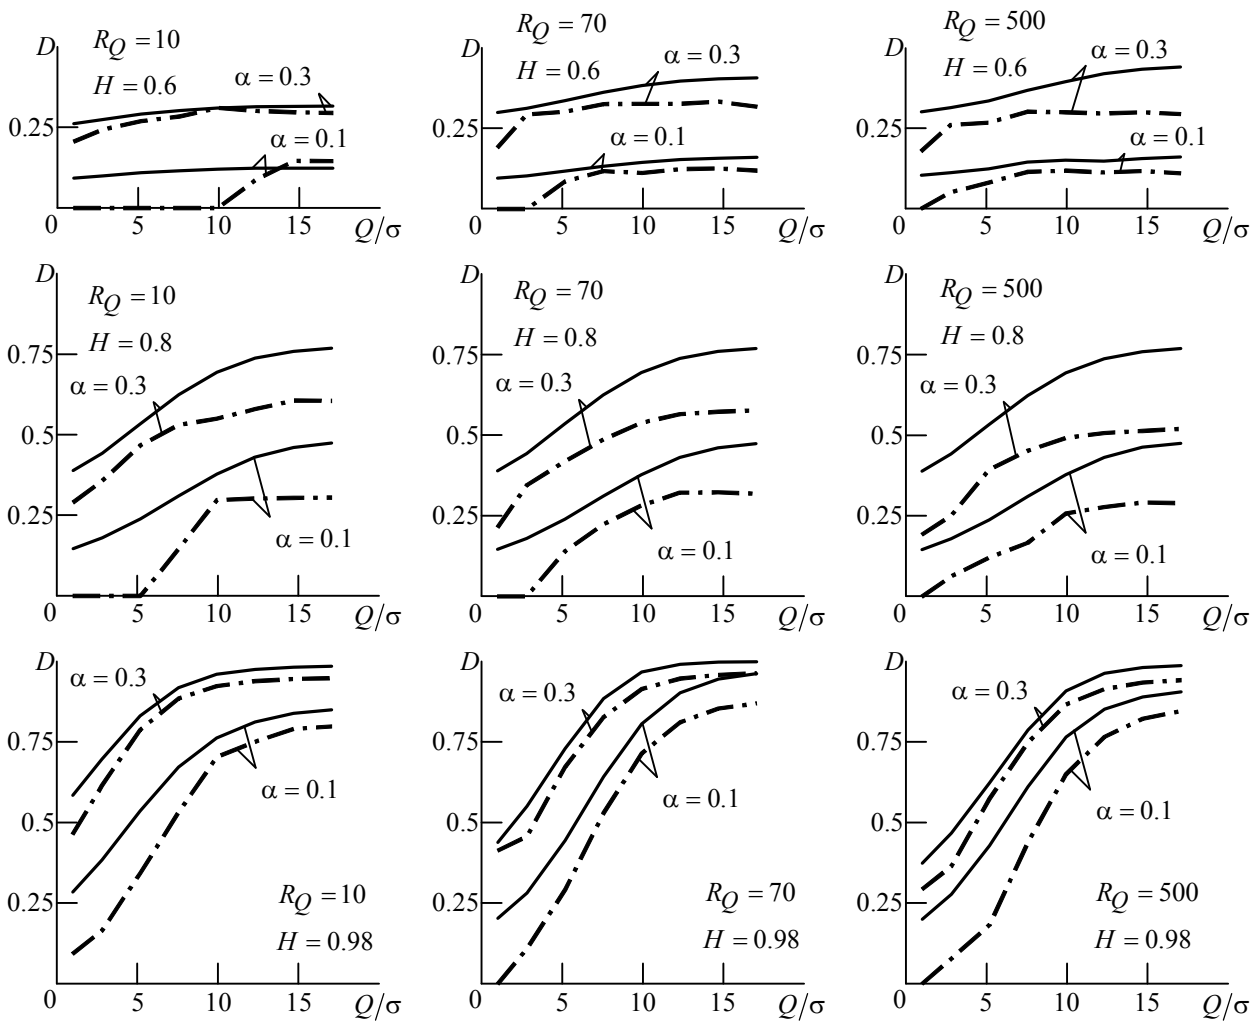 D R_Q = 10
H = 0.6 α = 0.3
0.25
α = 0.1
0 5 10 15 Q/σ
D R_Q = 70
H = 0.6 α = 0.3
0.25
α = 0.1
0 5 10 15 Q/σ
D R_Q = 500
H = 0.6 α = 0.3
0.25
α = 0.1
0 5 10 15 Q/σ
D R_Q = 10
H = 0.8
0.75
α = 0.3
0.5
0.25
α = 0.1
0 5 10 15 Q/σ
D R_Q = 70
H = 0.8
0.75
α = 0.3
0.5
0.25
α = 0.1
0 5 10 15 Q/σ
D R_Q = 500
H = 0.8
0.75
α = 0.3
0.5
0.25
α = 0.1
0 5 10 15 Q/σ
D
α = 0.3
0.75
α = 0.1
0.5
0.25 R_Q = 10
H = 0.98
0 5 10 15 Q/σ
D
α = 0.3
0.75
α = 0.1
0.5
0.25 R_Q = 70
H = 0.98
0 5 10 15 Q/σ
D
α = 0.3
0.75
α = 0.1
0.5
0.25 R_Q = 500
H = 0.98
0 5 10 15 Q/σ